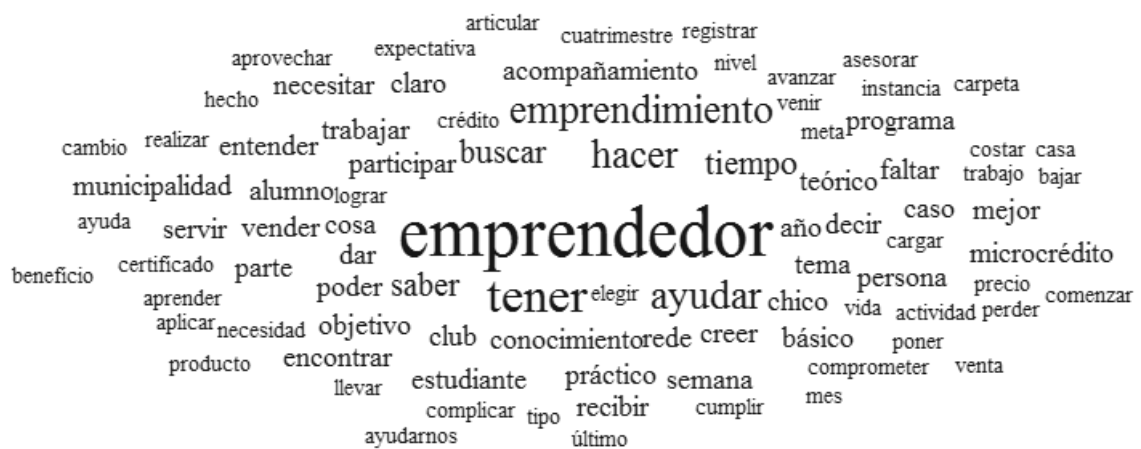 articular
expectativa cuatrimestre registrar
aprovechar acompañamiento nivel asesorar
hecho necesitar claro avanzar instancia carpeta
crédito emprendimiento venir
cambio realizar entender trabajar meta programa
participar buscar hacer tiempo faltar costar casa
municipalidad alumno lograr teórico trabajo bajar
ayuda servir vender cosa emprendedor año decir caso mejor
cargar
beneficio certificado parte dar tema persona microcrédito
aprender poder saber tener elegir ayudar chico vida actividad precio perder comenzar
aplicar necesidad objetivo club conocimiento rede creer básico poner
producto encontrar comprometer venta
llevar estudiante práctico semana mes
complicar tipo recibir cumplir
ayudarnos último